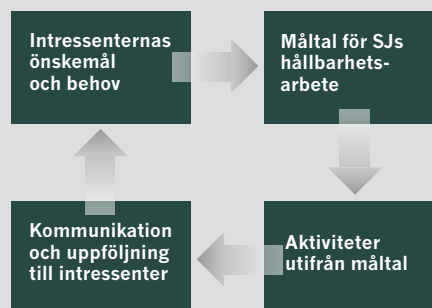 Intressenternas
önskemål
och behov
Måltal för SJs
hållbarhets-
arbete
Kommunikation
och uppföljning
till intressenter
Aktiviteter
utifrån måltal